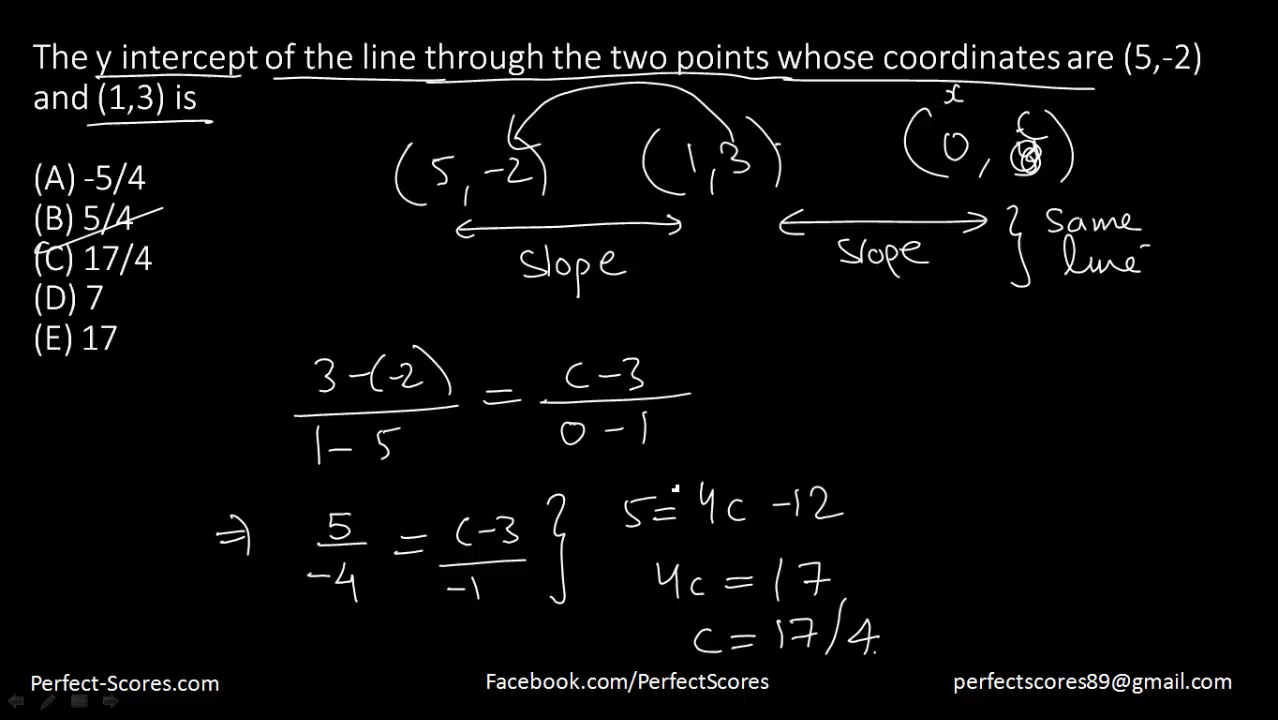 The y intercept of the line through the two points whose coordinates are (5,-2)
and (1,3) is
x
(5, -2) (1,3) (0, c)
(A) -5/4
(B) 5/4
(C) 17/4
(D) 7
(E) 17
slope slope } same
line
3-(-2) = c-3
1-5 0-1
⇒ 5 = c-3 } 5 = 4c -12
-4 -1
4c = 17
c = 17/4
Perfect-Scores.com Facebook.com/PerfectScores perfectscores89@gmail.com